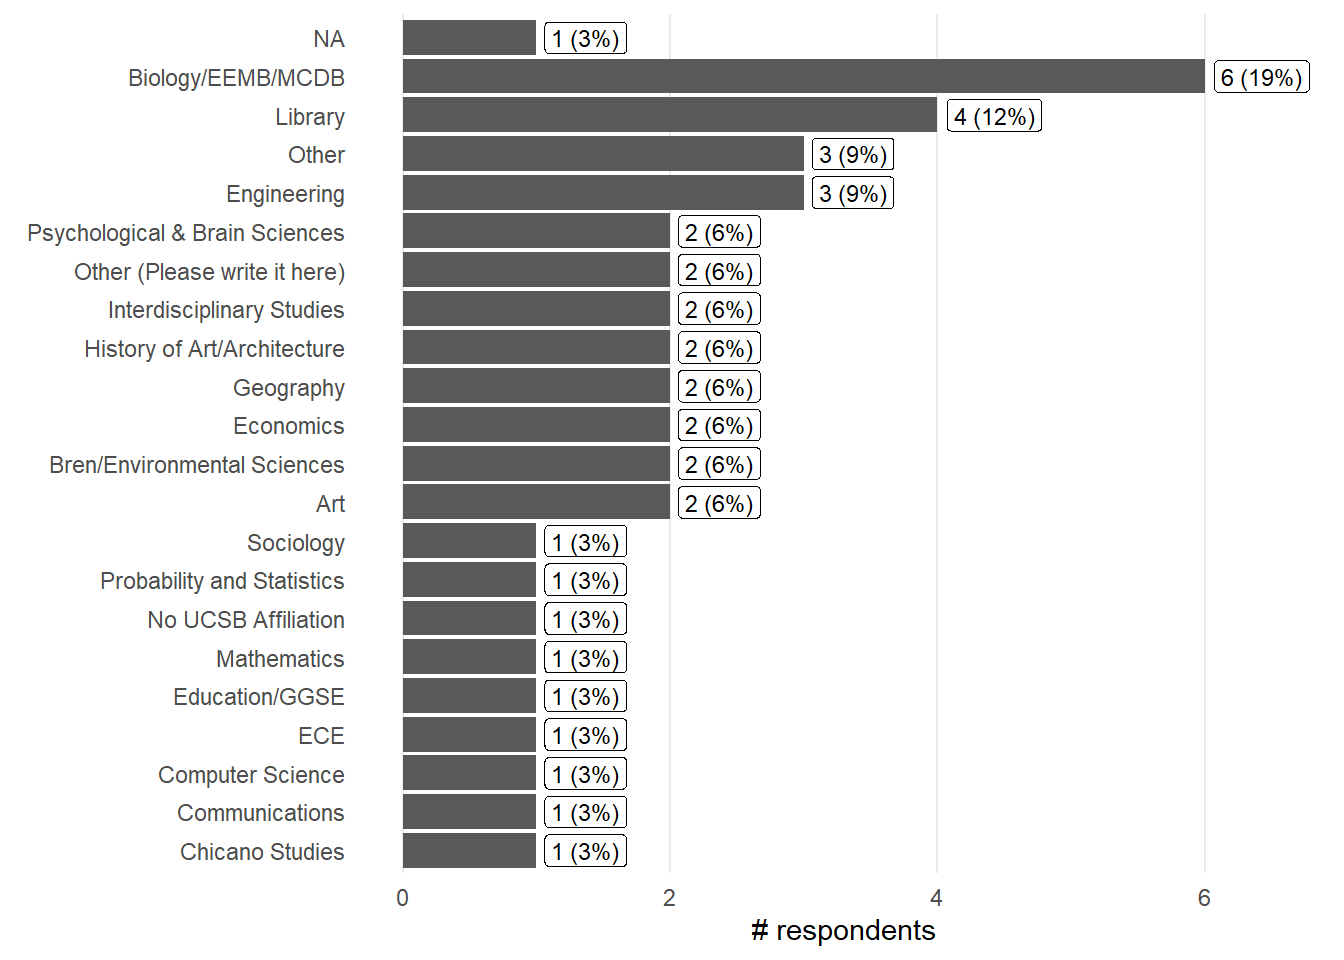 NA 1 (3%)
Biology/EEMB/MCDB 6 (19%)
Library 4 (12%)
Other 3 (9%)
Engineering 3 (9%)
Psychological & Brain Sciences 2 (6%)
Other (Please write it here) 2 (6%)
Interdisciplinary Studies 2 (6%)
History of Art/Architecture 2 (6%)
Geography 2 (6%)
Economics 2 (6%)
Bren/Environmental Sciences 2 (6%)
Art 2 (6%)
Sociology 1 (3%)
Probability and Statistics 1 (3%)
No UCSB Affiliation 1 (3%)
Mathematics 1 (3%)
Education/GGSE 1 (3%)
ECE 1 (3%)
Computer Science 1 (3%)
Communications 1 (3%)
Chicano Studies 1 (3%)
0 2 4 6
# respondents